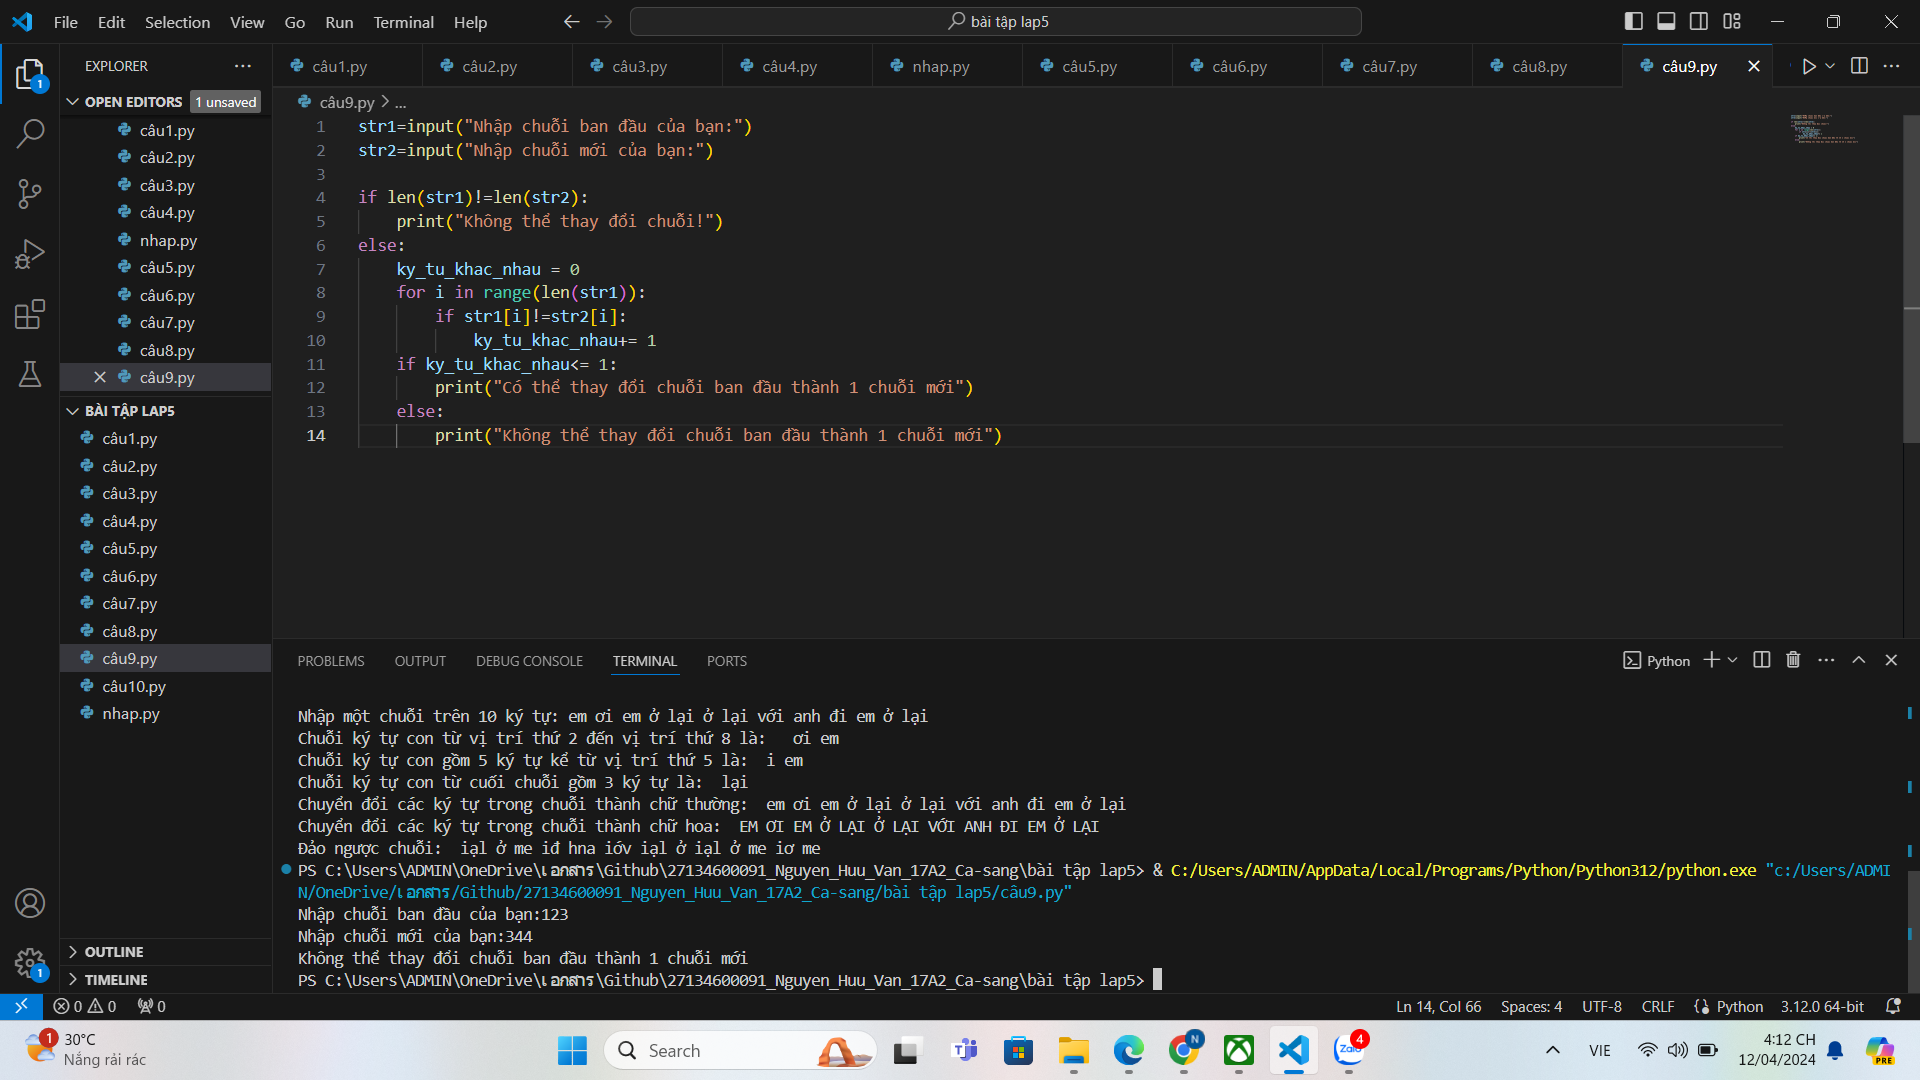 File Edit Selection View Go Run Terminal Help
bài tập lap5
EXPLORER
OPEN EDITORS 1 unsaved
câu1.py
câu2.py
câu3.py
câu4.py
nhap.py
câu5.py
câu6.py
câu7.py
câu8.py
câu9.py
BÀI TẬP LAP5
câu1.py
câu2.py
câu3.py
câu4.py
câu5.py
câu6.py
câu7.py
câu8.py
câu9.py
câu10.py
nhap.py
OUTLINE
TIMELINE
1
1
câu1.py câu2.py câu3.py câu4.py nhap.py câu5.py câu6.py câu7.py câu8.py câu9.py
câu9.py > ...
1 str1=input("Nhập chuỗi ban đầu của bạn:")
2 str2=input("Nhập chuỗi mới của bạn:")
3
4 if len(str1)!=len(str2):
5 print("Không thể thay đổi chuỗi!")
6 else:
7 ky_tu_khac_nhau = 0
8 for i in range(len(str1)):
9 if str1[i]!=str2[i]:
10 ky_tu_khac_nhau+= 1
11 if ky_tu_khac_nhau<= 1:
12 print("Có thể thay đổi chuỗi ban đầu thành 1 chuỗi mới")
13 else:
14 print("Không thể thay đổi chuỗi ban đầu thành 1 chuỗi mới")
PROBLEMS OUTPUT DEBUG CONSOLE TERMINAL PORTS
Python
Nhập một chuỗi trên 10 ký tự: em ơi em ở lại ở lại với anh đi em ở lại
Chuỗi ký tự con từ vị trí thứ 2 đến vị trí thứ 8 là:   ơi em
Chuỗi ký tự con gồm 5 ký tự kể từ vị trí thứ 5 là:  i em
Chuỗi ký tự con từ cuối chuỗi gồm 3 ký tự là:  lại
Chuyển đổi các ký tự trong chuỗi thành chữ thường:  em ơi em ở lại ở lại với anh đi em ở lại
Chuyển đổi các ký tự trong chuỗi thành chữ hoa:  EM ƠI EM Ở LẠI Ở LẠI VỚI ANH ĐI EM Ở LẠI
Đảo ngược chuỗi:  iạl ở me iđ hna iớv iạl ở iạl ở me iơ me
PS C:\Users\ADMIN\OneDrive\เอกสาร\Github\27134600091_Nguyen_Huu_Van_17A2_Ca-sang\bài tập lap5> & C:/Users/ADMIN/AppData/Local/Programs/Python/Python312/python.exe "c:/Users/ADMI
N/OneDrive/เอกสาร/Github/27134600091_Nguyen_Huu_Van_17A2_Ca-sang/bài tập lap5/câu9.py"
Nhập chuỗi ban đầu của bạn:123
Nhập chuỗi mới của bạn:344
Không thể thay đổi chuỗi ban đầu thành 1 chuỗi mới
PS C:\Users\ADMIN\OneDrive\เอกสาร\Github\27134600091_Nguyen_Huu_Van_17A2_Ca-sang\bài tập lap5>
0 0 0 Ln 14, Col 66 Spaces: 4 UTF-8 CRLF Python 3.12.0 64-bit
1 30°C
Nắng rải rác
Search
N
Zalo
4
VIE
4:12 CH
12/04/2024
PRE